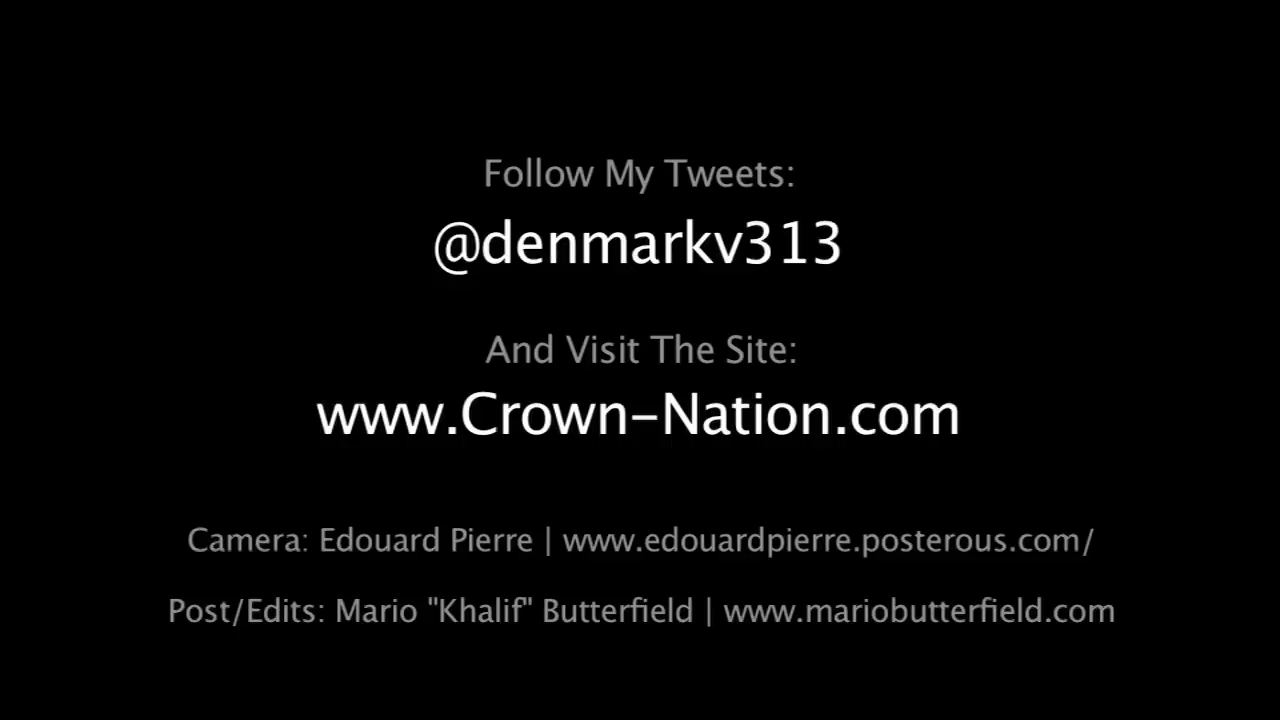 Follow My Tweets:
@denmarkv313
And Visit The Site:
www.Crown-Nation.com
Camera: Edouard Pierre | www.edouardpierre.posterous.com/
Post/Edits: Mario "Khalif" Butterfield | www.mariobutterfield.com